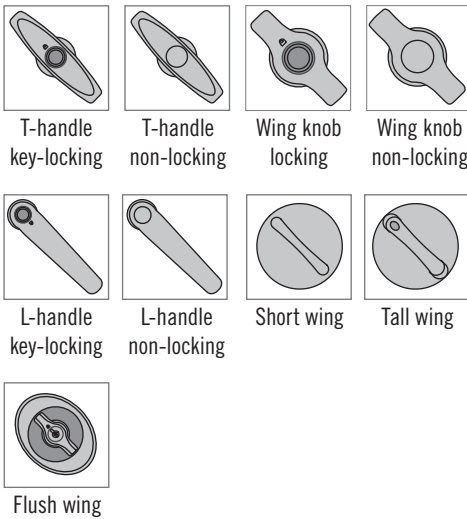 T-handle
key-locking
T-handle
non-locking
Wing knob
locking
Wing knob
non-locking
L-handle
key-locking
L-handle
non-locking
Short wing
Tall wing
Flush wing